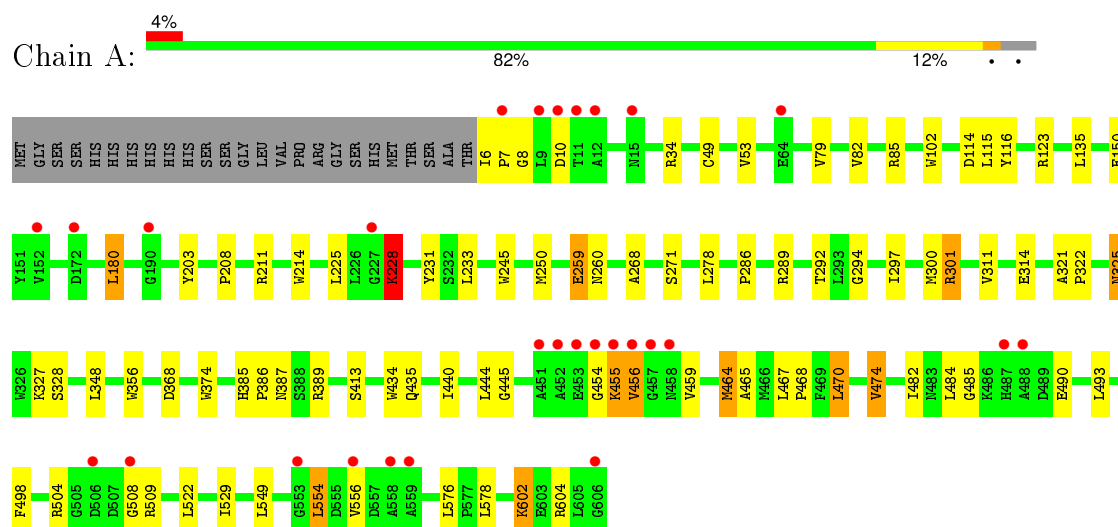 4%
Chain A:
82% 12% • •
MET GLY SER SER HIS HIS HIS HIS HIS HIS SER SER GLY LEU VAL PRO ARG GLY SER HIS MET THR SER ALA THR I6 P7 G8 L9 D10 T11 A12 N15 R34 C49 V53 E64 V79 V82 R85 W102 D114 L115 Y116 R123 L135 E150
Y151 V152 D172 L180 G190 Y203 P208 R211 W214 L225 L226 G227 K228 Y231 S232 L233 W245 M250 E259 N260 A268 S271 L278 P286 R289 T292 L293 G294 I297 M300 R301 V311 E314 A321 P322 N325
W326 K327 S328 L348 W356 D368 W374 H385 P386 N387 S388 R389 S413 W434 Q435 I440 L444 G445 A451 A452 E453 G454 K455 V456 G457 N458 V459 M464 A465 M466 L467 P468 F469 L470 V474 I482 N483 L484 G485 K486 H487 A488 D489 E490 L493
F498 R504 G505 D506 D507 G508 R509 L522 I529 L549 G553 L554 D555 V556 D557 A558 A559 L576 P577 L578 K602 E603 R604 L605 G606